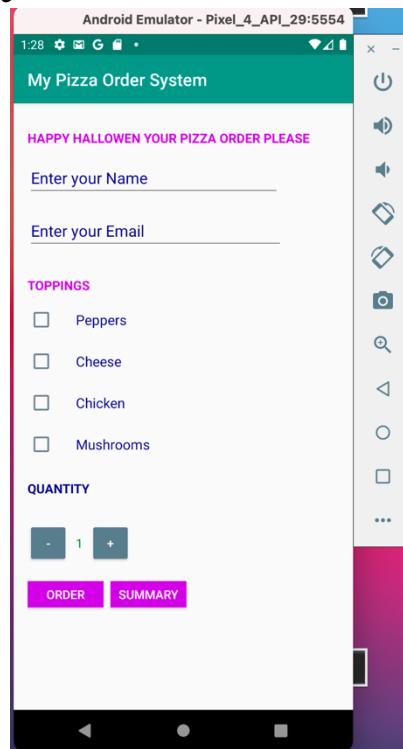 Android Emulator - Pixel_4_API_29:5554
1:28 G
My Pizza Order System
HAPPY HALLOWEN YOUR PIZZA ORDER PLEASE
Enter your Name
Enter your Email
TOPPINGS
Peppers
Cheese
Chicken
Mushrooms
QUANTITY
- 1 +
ORDER SUMMARY